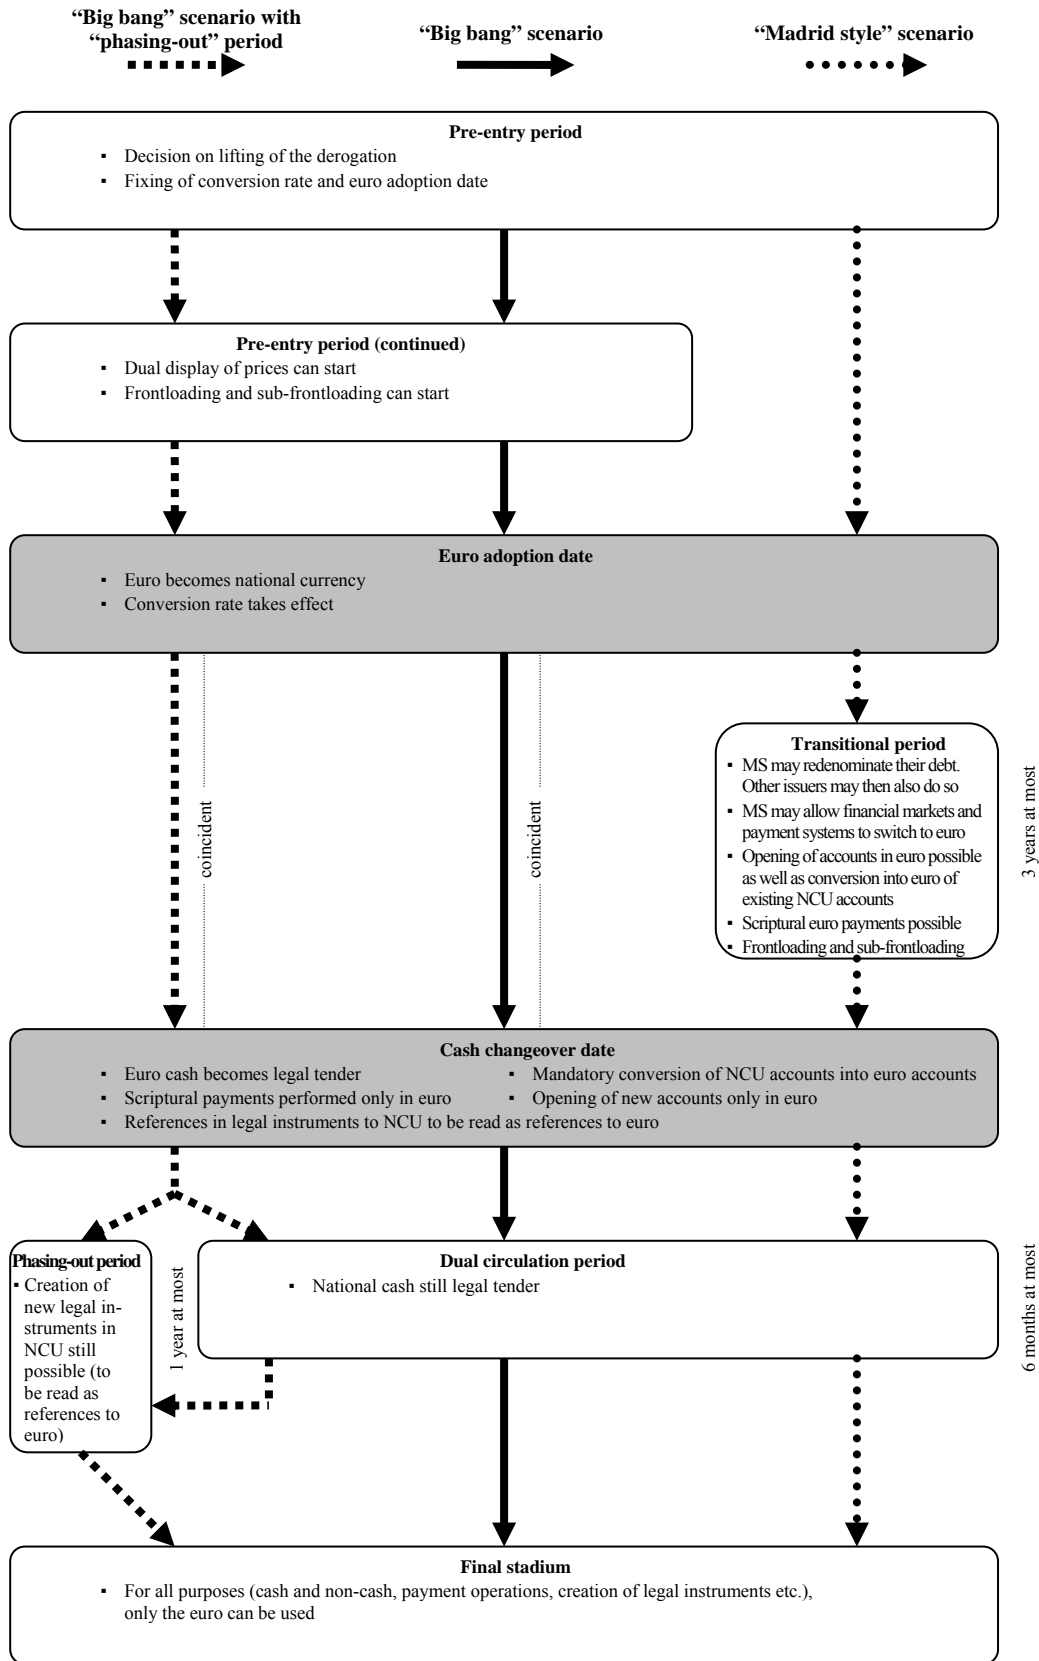 “Big bang” scenario with
“phasing-out” period
“Big bang” scenario
“Madrid style” scenario
Pre-entry period
▪ Decision on lifting of the derogation
▪ Fixing of conversion rate and euro adoption date
Pre-entry period (continued)
▪ Dual display of prices can start
▪ Frontloading and sub-frontloading can start
Euro adoption date
▪ Euro becomes national currency
▪ Conversion rate takes effect
coincident
coincident
Transitional period
▪ MS may redenominate their debt.
Other issuers may then also do so
▪ MS may allow financial markets and
payment systems to switch to euro
▪ Opening of accounts in euro possible
as well as conversion into euro of
existing NCU accounts
▪ Scriptural euro payments possible
▪ Frontloading and sub-frontloading
3 years at most
Cash changeover date
▪ Euro cash becomes legal tender
▪ Mandatory conversion of NCU accounts into euro accounts
▪ Scriptural payments performed only in euro
▪ Opening of new accounts only in euro
▪ References in legal instruments to NCU to be read as references to euro
Phasing-out period
▪ Creation of
new legal in-
struments in
NCU still
possible (to
be read as
references to
euro)
1 year at most
Dual circulation period
▪ National cash still legal tender
6 months at most
Final stadium
▪ For all purposes (cash and non-cash, payment operations, creation of legal instruments etc.),
only the euro can be used